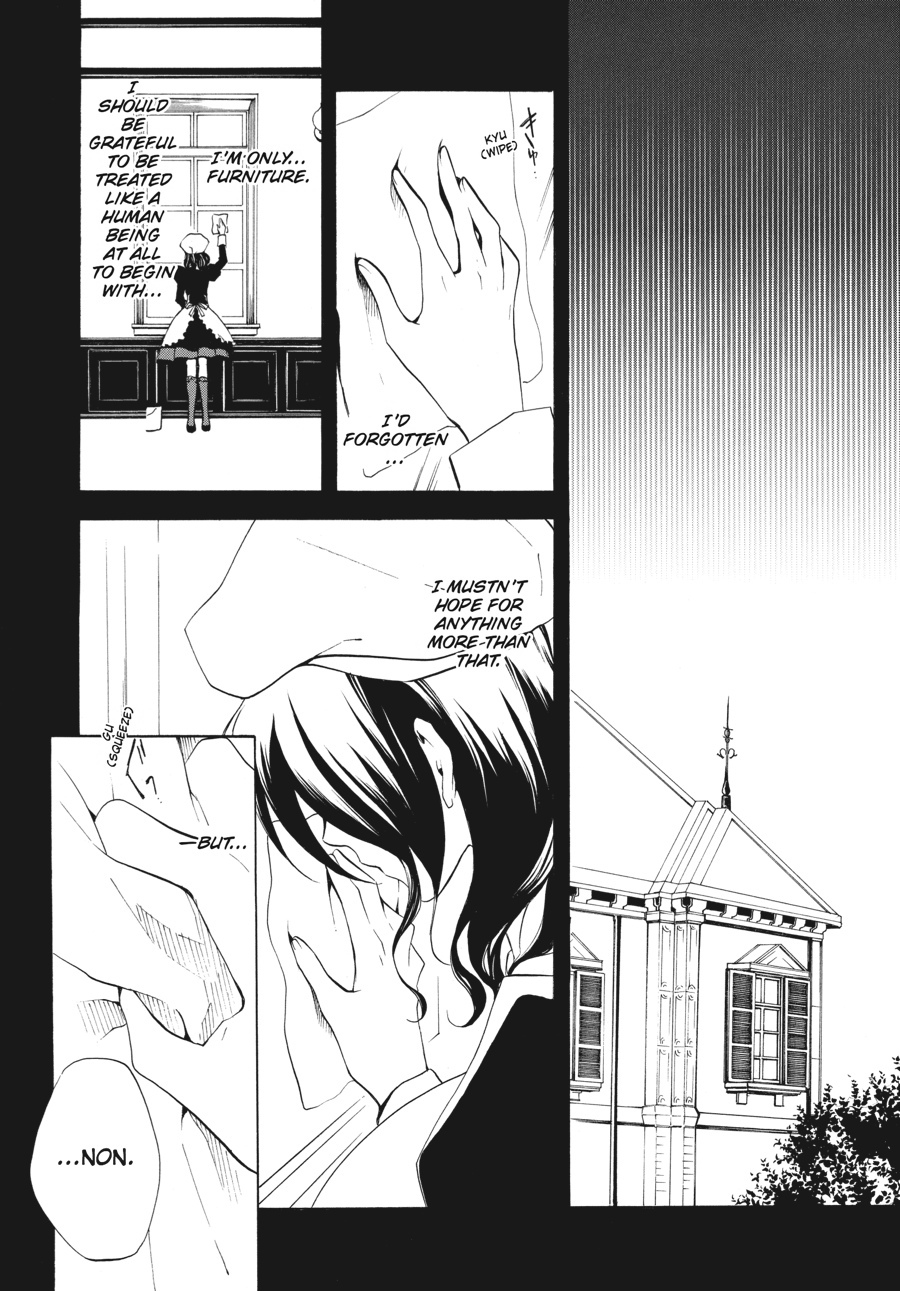 キュ…
KYU
(WIPE)
I'D
FORGOTTEN
...
I'M ONLY...
FURNITURE.
I
SHOULD
BE
GRATEFUL
TO BE
TREATED
LIKE A
HUMAN
BEING
AT ALL
TO BEGIN
WITH...
I MUSTN'T
HOPE FOR
ANYTHING
MORE THAN
THAT.
GU
(SQUEEZE)
グ
—BUT...
...NON.